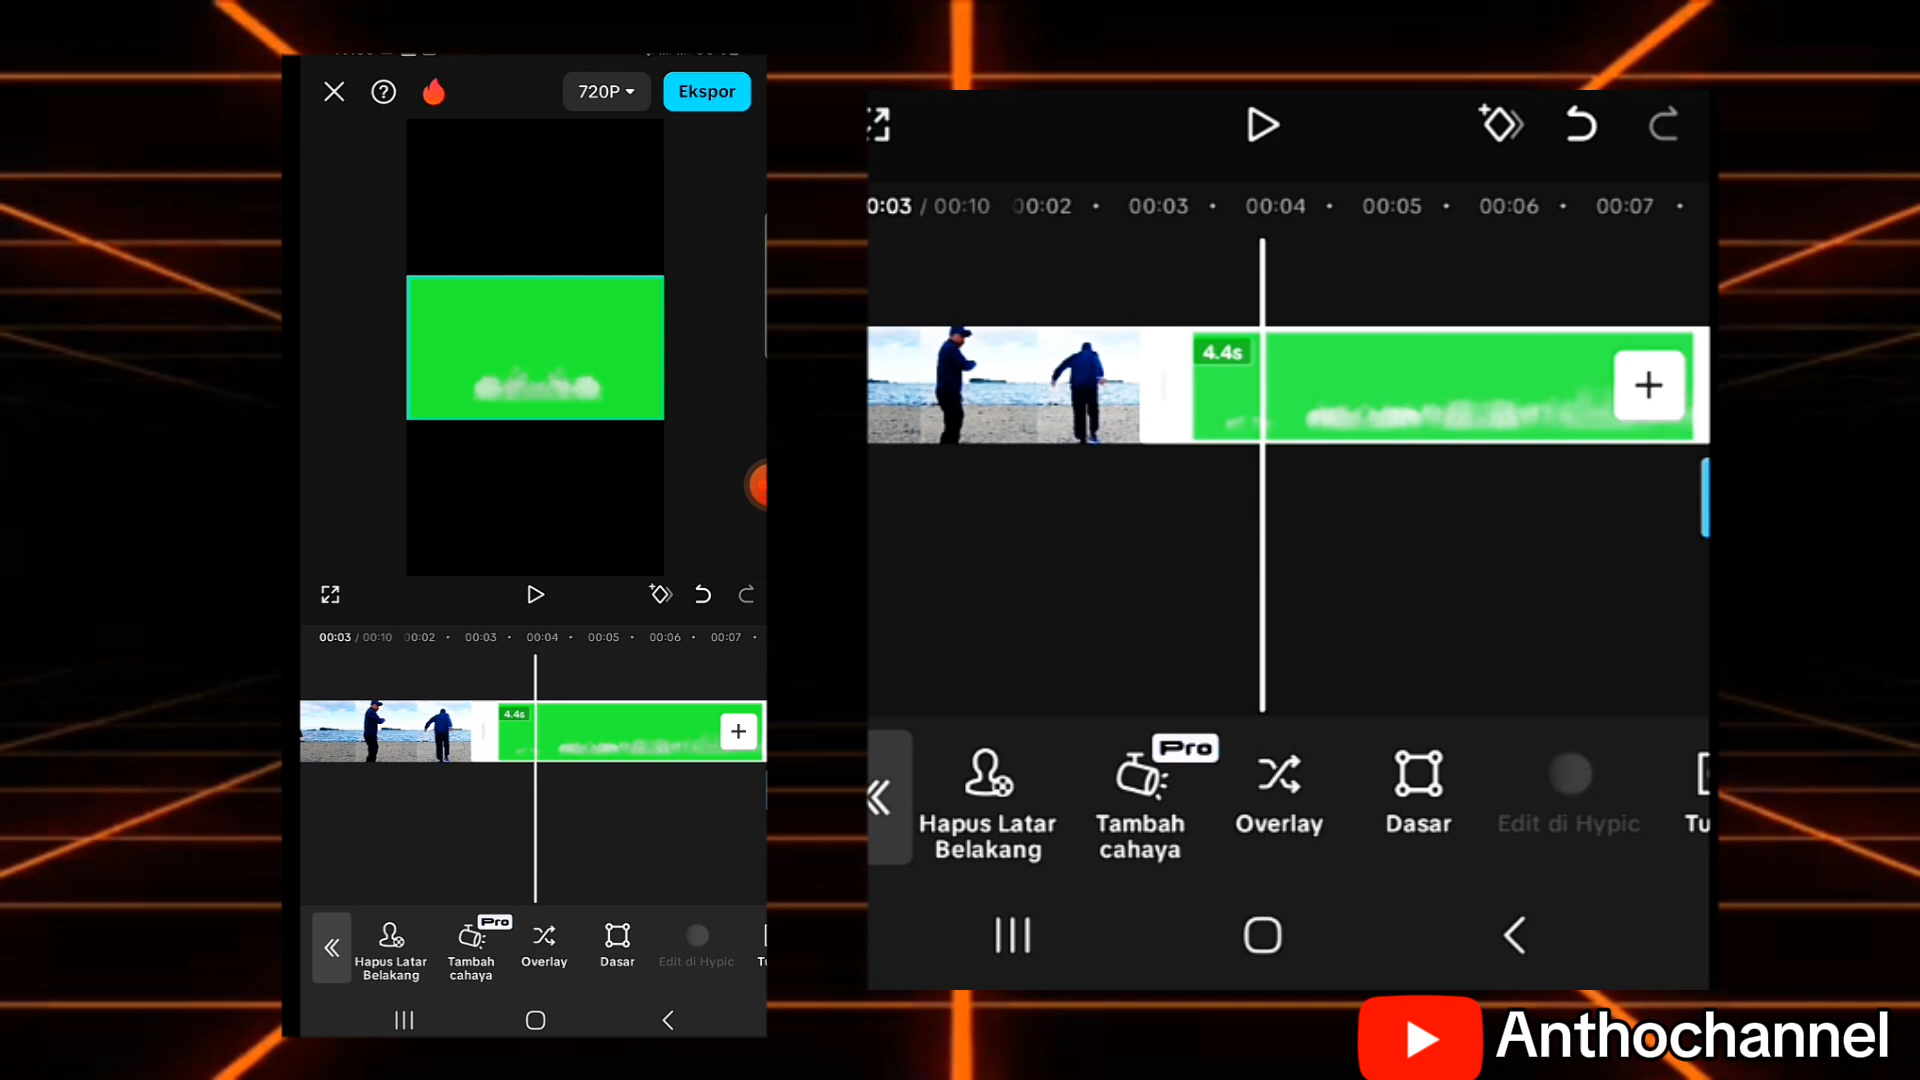 720P
Ekspor
00:03 / 00:10 00:02 · 00:03 · 00:04 · 00:05 · 00:06 · 00:07 ·
4.4s
+
Pro
Hapus Latar Belakang
Tambah cahaya
Overlay
Dasar
Edit di Hypic
0:03 / 00:10 00:02 · 00:03 · 00:04 · 00:05 · 00:06 · 00:07 ·
4.4s
+
Pro
Hapus Latar Belakang
Tambah cahaya
Overlay
Dasar
Edit di Hypic
Tu
Anthochannel